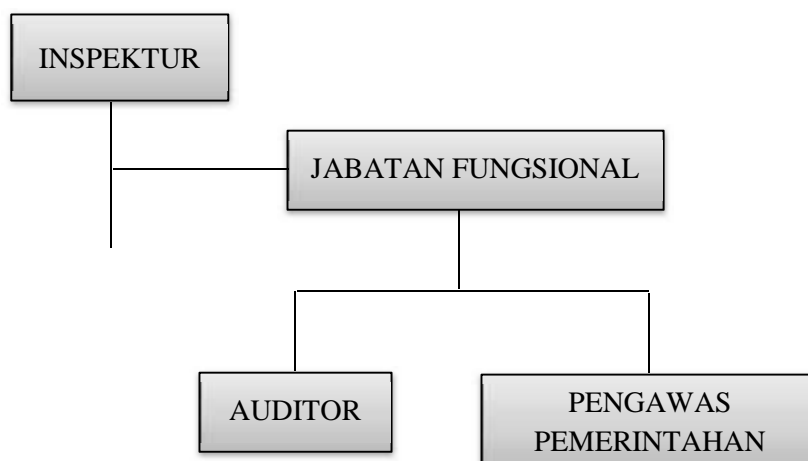 INSPEKTUR
JABATAN FUNGSIONAL
AUDITOR
PENGAWAS
PEMERINTAHAN